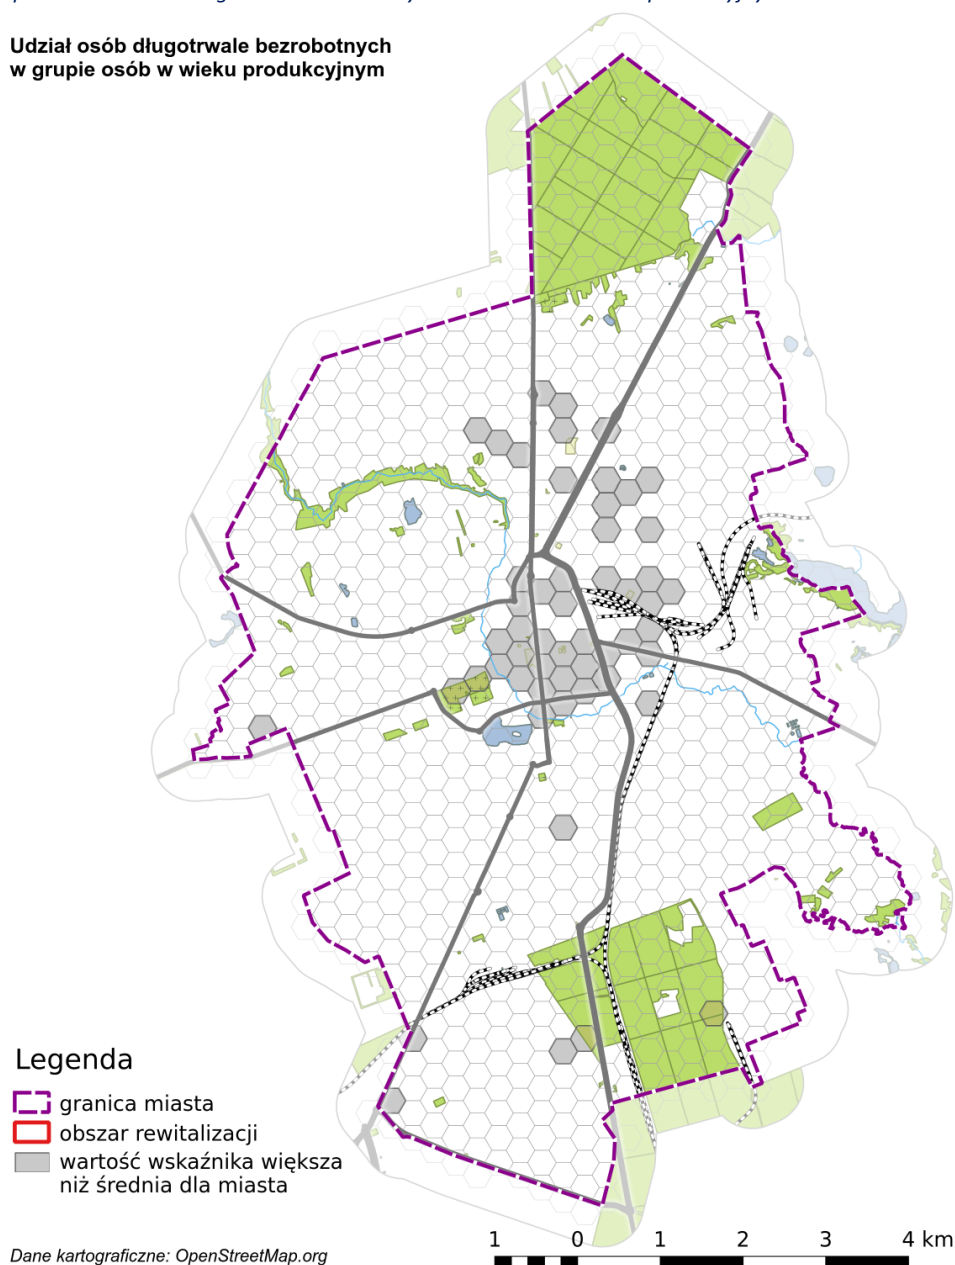 Udział osób długotrwale bezrobotnych
w grupie osób w wieku produkcyjnym
Legenda
granica miasta
obszar rewitalizacji
wartość wskaźnika większa
niż średnia dla miasta
Dane kartograficzne: OpenStreetMap.org
1 0 1 2 3 4 km